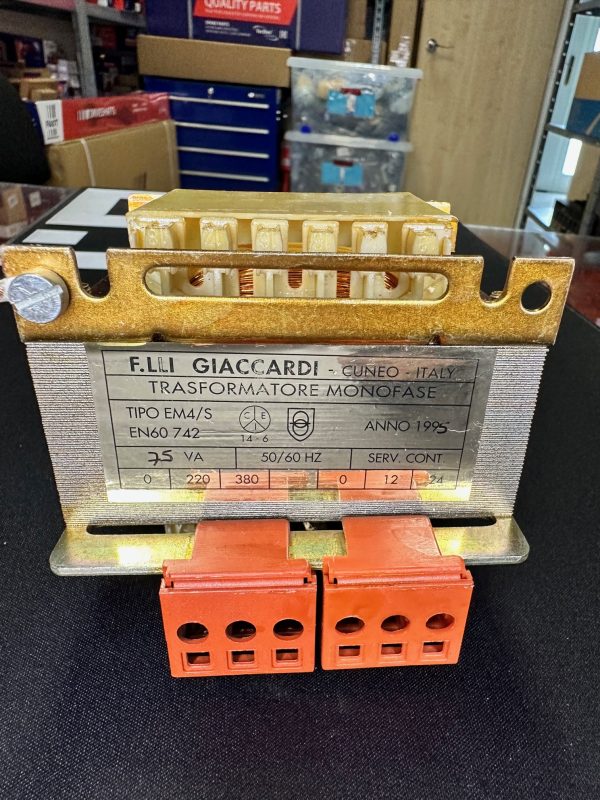 QUALITY PARTS
F.LLI GIACCARDI - CUNEO - ITALY
TRASFORMATORE MONOFASE
TIPO EM4/S
EN60 742
C E
14-6
ANNO 1995
75 VA 50/60 HZ SERV. CONT
0 220 380 0 12 24